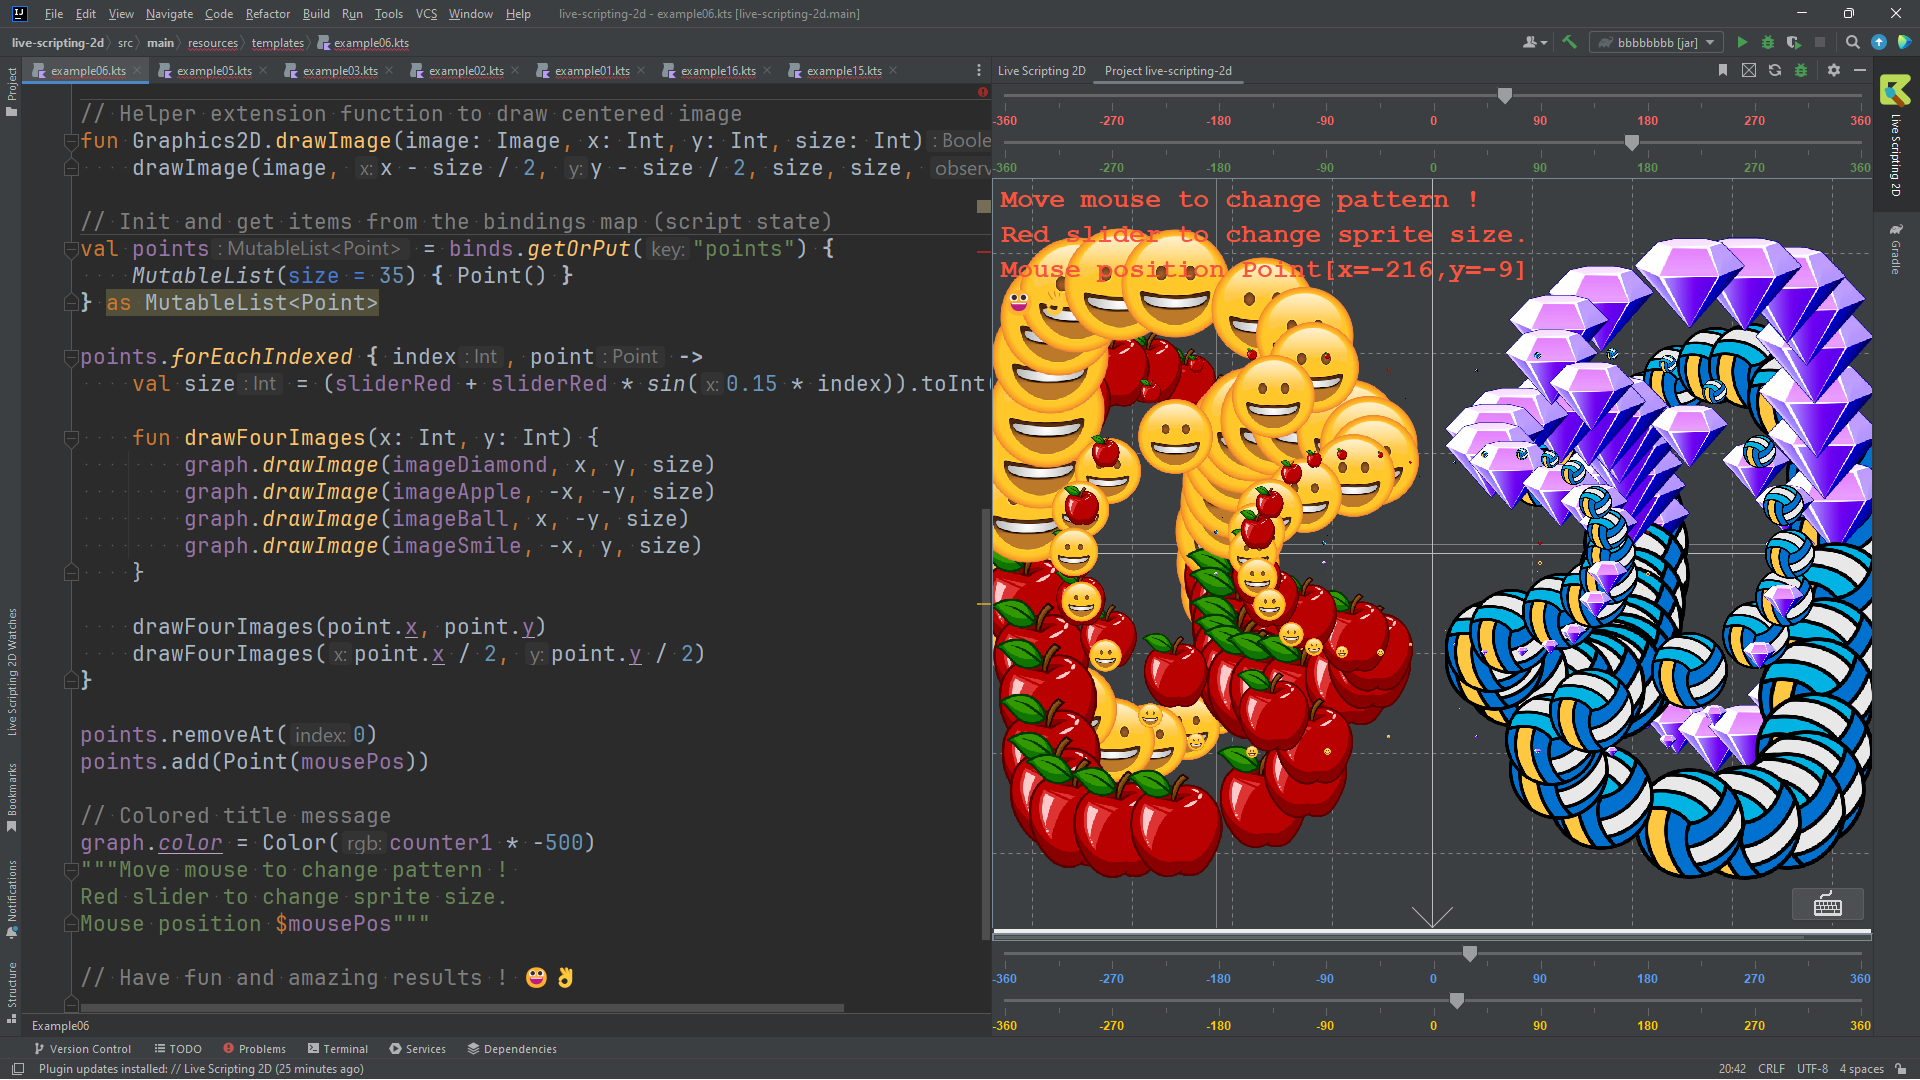 File Edit View Navigate Code Refactor Build Run Tools VCS Window Help live-scripting-2d - example06.kts [live-scripting-2d.main]
live-scripting-2d src main resources templates example06.kts bbbbbbbb [jar]
example06.kts example05.kts example03.kts example02.kts example01.kts example16.kts example15.kts
Live Scripting 2D Project live-scripting-2d
Project
Live Scripting 2D Watches
Bookmarks
Notifications
Structure
// Helper extension function to draw centered image
fun Graphics2D.drawImage(image: Image, x: Int, y: Int, size: Int) : Boole
drawImage(image, x: x - size / 2, y: y - size / 2, size, size, observ
// Init and get items from the bindings map (script state)
val points : MutableList<Point> = binds.getOrPut( key: "points") {
MutableList(size = 35) { Point() }
} as MutableList<Point>
points.forEachIndexed { index : Int , point : Point ->
val size : Int = (sliderRed + sliderRed * sin( x: 0.15 * index)).toInt(
fun drawFourImages(x: Int, y: Int) {
graph.drawImage(imageDiamond, x, y, size)
graph.drawImage(imageApple, -x, -y, size)
graph.drawImage(imageBall, x, -y, size)
graph.drawImage(imageSmile, -x, y, size)
}
drawFourImages(point.x, point.y)
drawFourImages( x: point.x / 2, y: point.y / 2)
}
points.removeAt( index: 0)
points.add(Point(mousePos))
// Colored title message
graph.color = Color( rgb: counter1 * -500)
"""Move mouse to change pattern !
Red slider to change sprite size.
Mouse position $mousePos"""
// Have fun and amazing results ! 😀 👌
Example06
-360 -270 -180 -90 0 90 180 270 360
-360 -270 -180 -90 0 90 180 270 360
Move mouse to change pattern !
Red slider to change sprite size.
Mouse position Point[x=-216,y=-9]
-360 -270 -180 -90 0 90 180 270 360
-360 -270 -180 -90 0 90 180 270 360
Live Scripting 2D
Gradle
Version Control TODO Problems Terminal Services Dependencies
Plugin updates installed: // Live Scripting 2D (25 minutes ago) 20:42 CRLF UTF-8 4 spaces